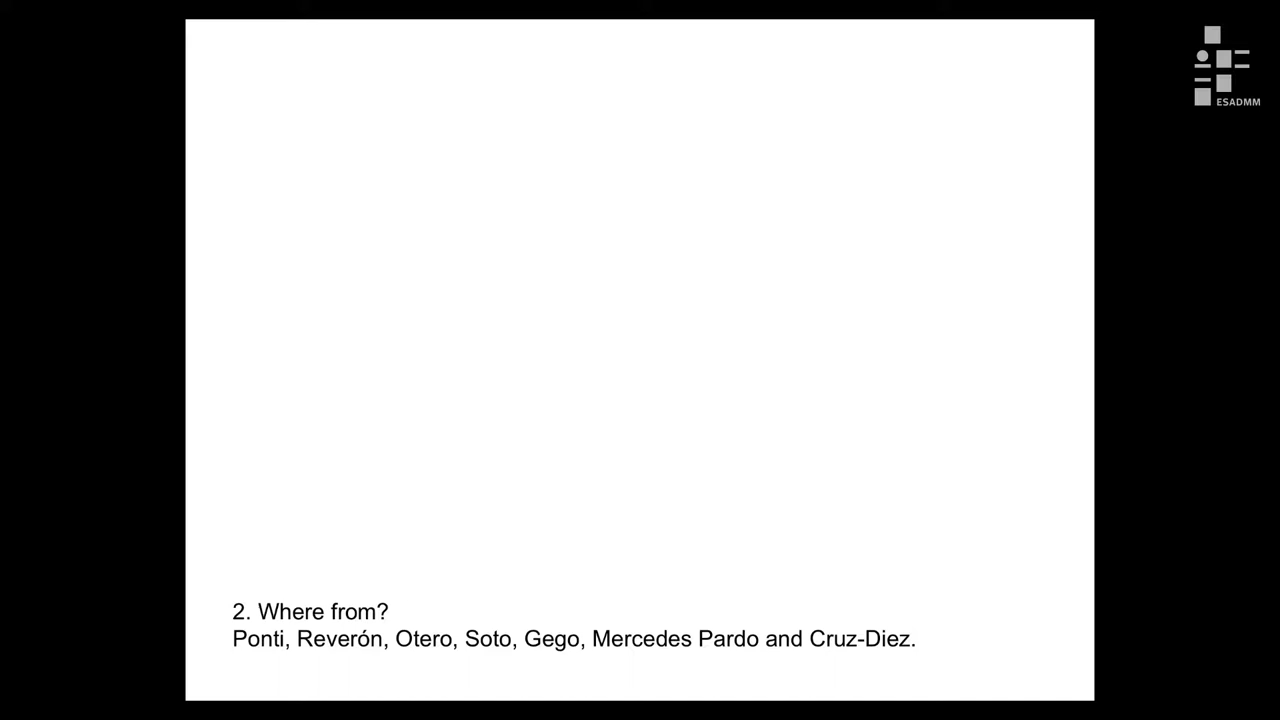 ESADMM
2. Where from?
Ponti, Reverón, Otero, Soto, Gego, Mercedes Pardo and Cruz-Diez.